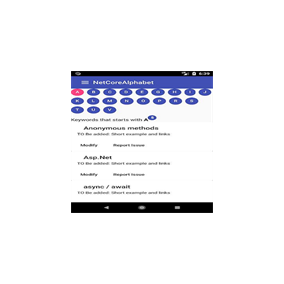 6:39
NetCoreAlphabet
A B C D E F G H I J
K L M N O P R S
T U V
Keywords that starts with A
Anonymous methods
TO Be added: Short example and links.
Modify Report Issue
Asp.Net
TO Be added: Short example and links.
Modify Report Issue
async / await
TO Be added: Short example and links.